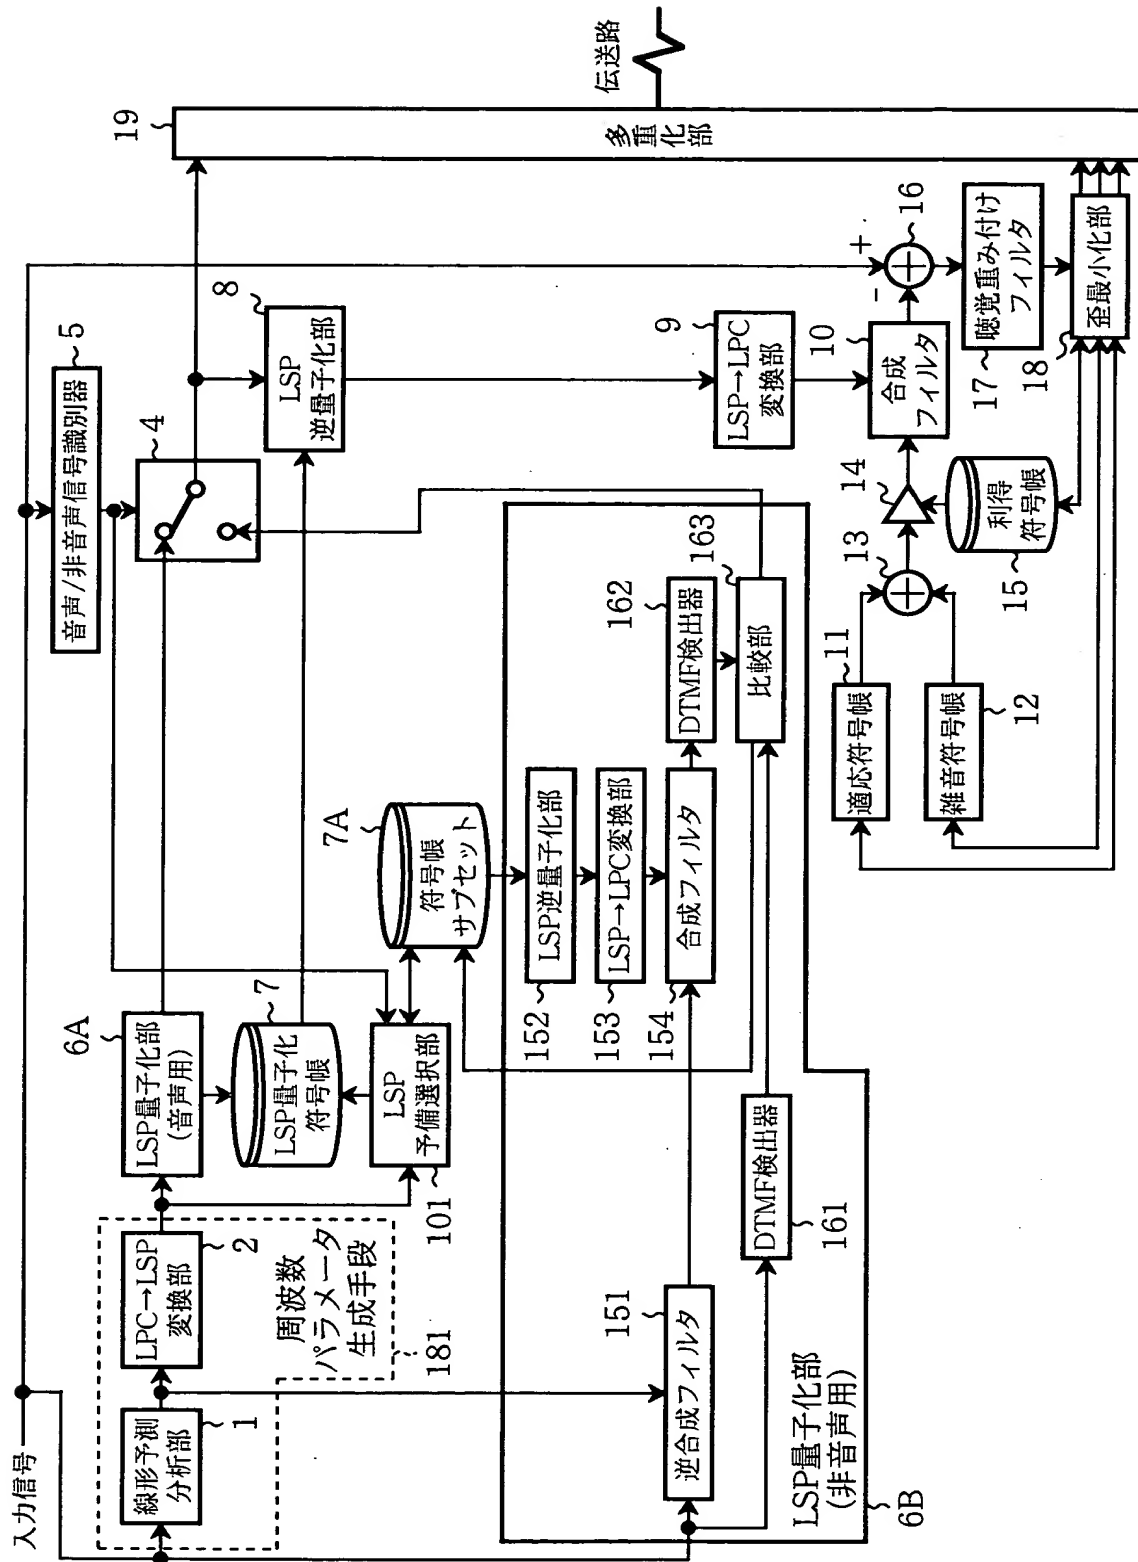 入力信号
線形予測
分析部
1
LPC→LSP
変換部
2
周波数
パラメータ
生成手段
181
LSP量子化部
(音声用)
6A
LSP量子化
符号帳
7
LSP
予備選択部
101
符号帳
サブセット
7A
音声/非音声信号識別器
5
4
LSP
逆量子化部
8
LSP→LPC
変換部
9
合成
フィルタ
10
+
-
16
聴覚重み付け
フィルタ
17
歪最小化部
18
多重化部
19
伝送路
逆合成フィルタ
151
LSP逆量子化部
152
LSP→LPC変換部
153
合成フィルタ
154
DTMF検出器
161
DTMF検出器
162
比較部
163
LSP量子化部
(非音声用)
6B
適応符号帳
11
雑音符号帳
12
13
14
利得
符号帳
15